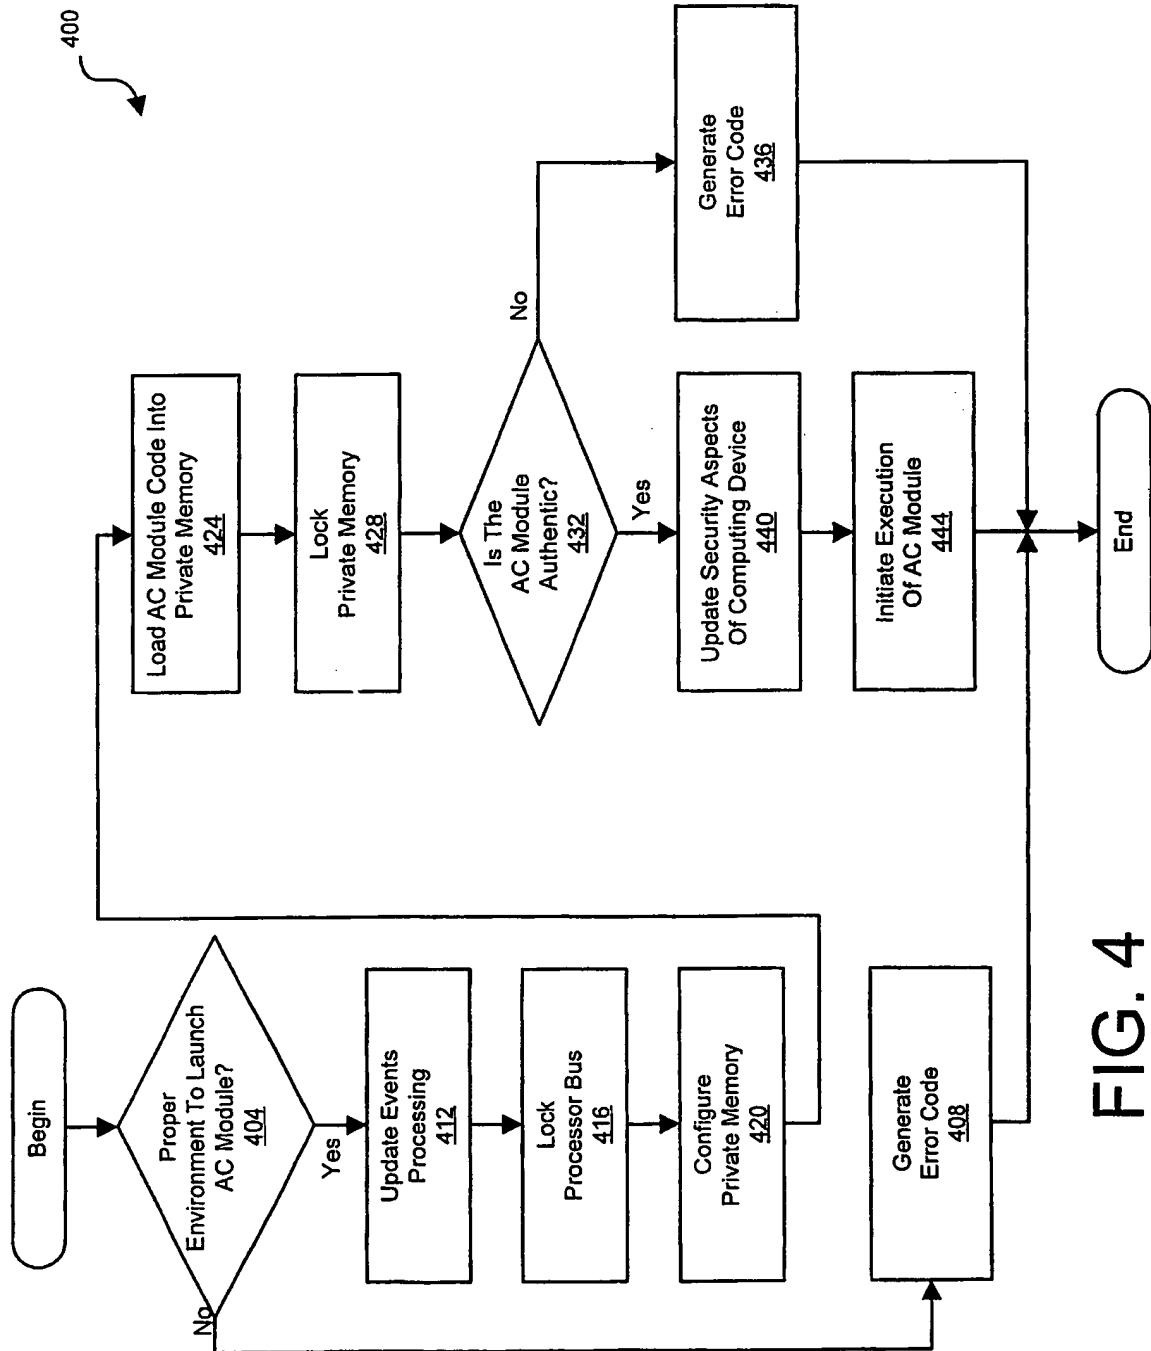 400
Begin
Proper
Environment To Launch
AC Module?
404
No
Yes
Update Events
Processing
412
Lock
Processor Bus
416
Configure
Private Memory
420
Generate
Error Code
408
Load AC Module Code Into
Private Memory
424
Lock
Private Memory
428
Is The
AC Module
Authentic?
432
No
Yes
Generate
Error Code
436
Update Security Aspects
Of Computing Device
440
Initiate Execution
Of AC Module
444
End
FIG. 4